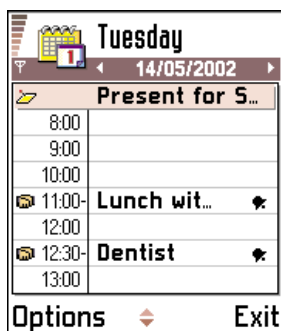 Tuesday
1
14/05/2002
Present for S…
8:00
9:00
10:00
11:00- Lunch wit…
12:00
12:30- Dentist
13:00
Options Exit